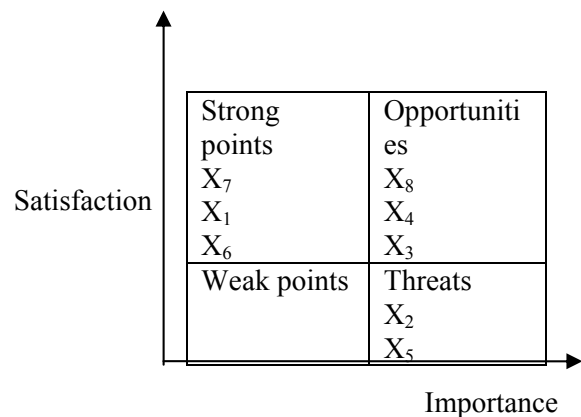 Strong
points
X₇
X₁
X₆
Opportuniti
es
X₈
X₄
X₃
Satisfaction
Weak points
Threats
X₂
X₅
Importance